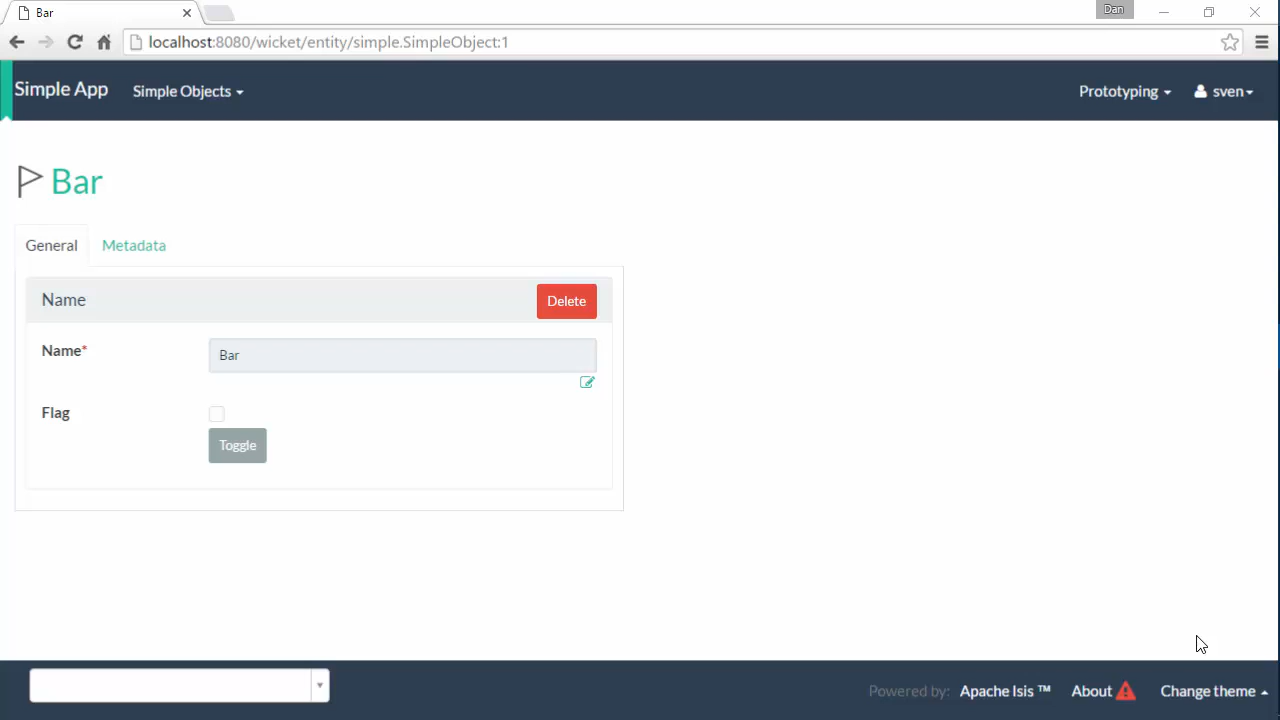 Bar
Dan
localhost:8080/wicket/entity/simple.SimpleObject:1
Simple App Simple Objects Prototyping sven
Bar
General Metadata
Name Delete
Name* Bar
Flag
Toggle
Powered by: Apache Isis ™ About Change theme